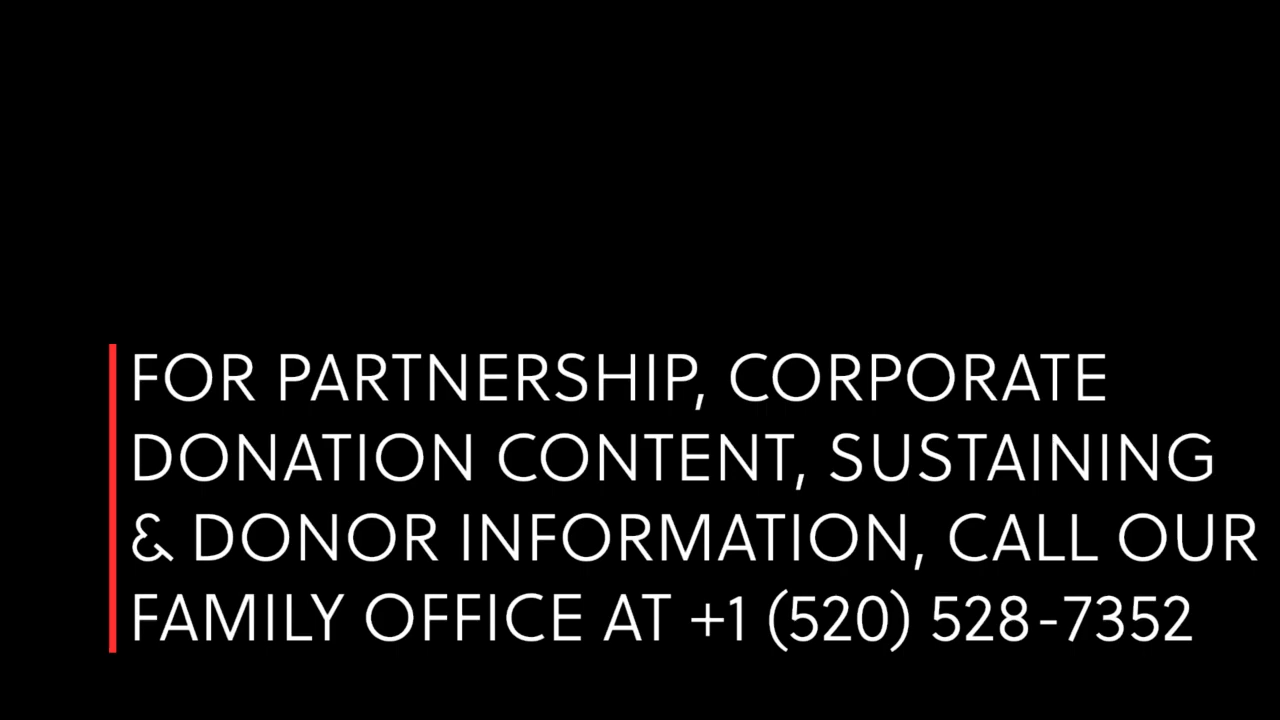 FOR PARTNERSHIP, CORPORATE
DONATION CONTENT, SUSTAINING
& DONOR INFORMATION, CALL OUR
FAMILY OFFICE AT +1 (520) 528-7352